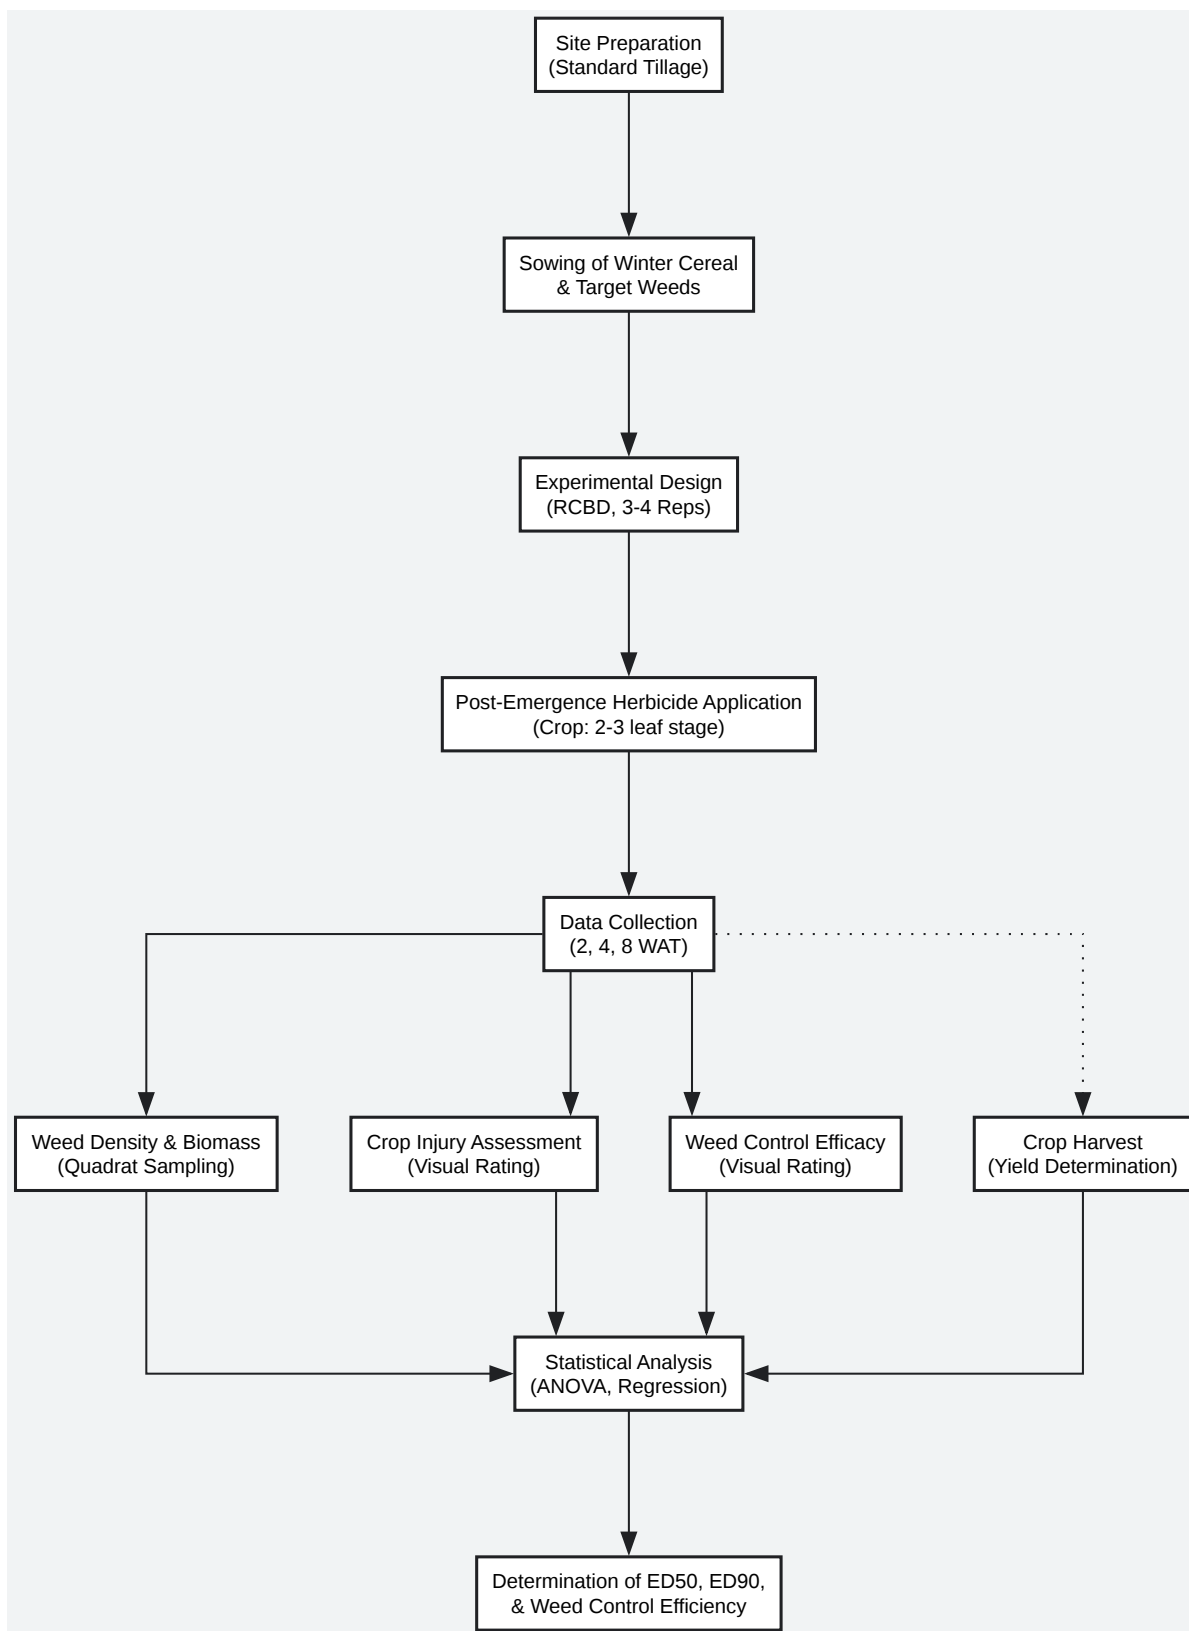 Site Preparation
(Standard Tillage)
Sowing of Winter Cereal
& Target Weeds
Experimental Design
(RCBD, 3-4 Reps)
Post-Emergence Herbicide Application
(Crop: 2-3 leaf stage)
Data Collection
(2, 4, 8 WAT)
Weed Density & Biomass
(Quadrat Sampling)
Crop Injury Assessment
(Visual Rating)
Weed Control Efficacy
(Visual Rating)
Crop Harvest
(Yield Determination)
Statistical Analysis
(ANOVA, Regression)
Determination of ED50, ED90,
& Weed Control Efficiency